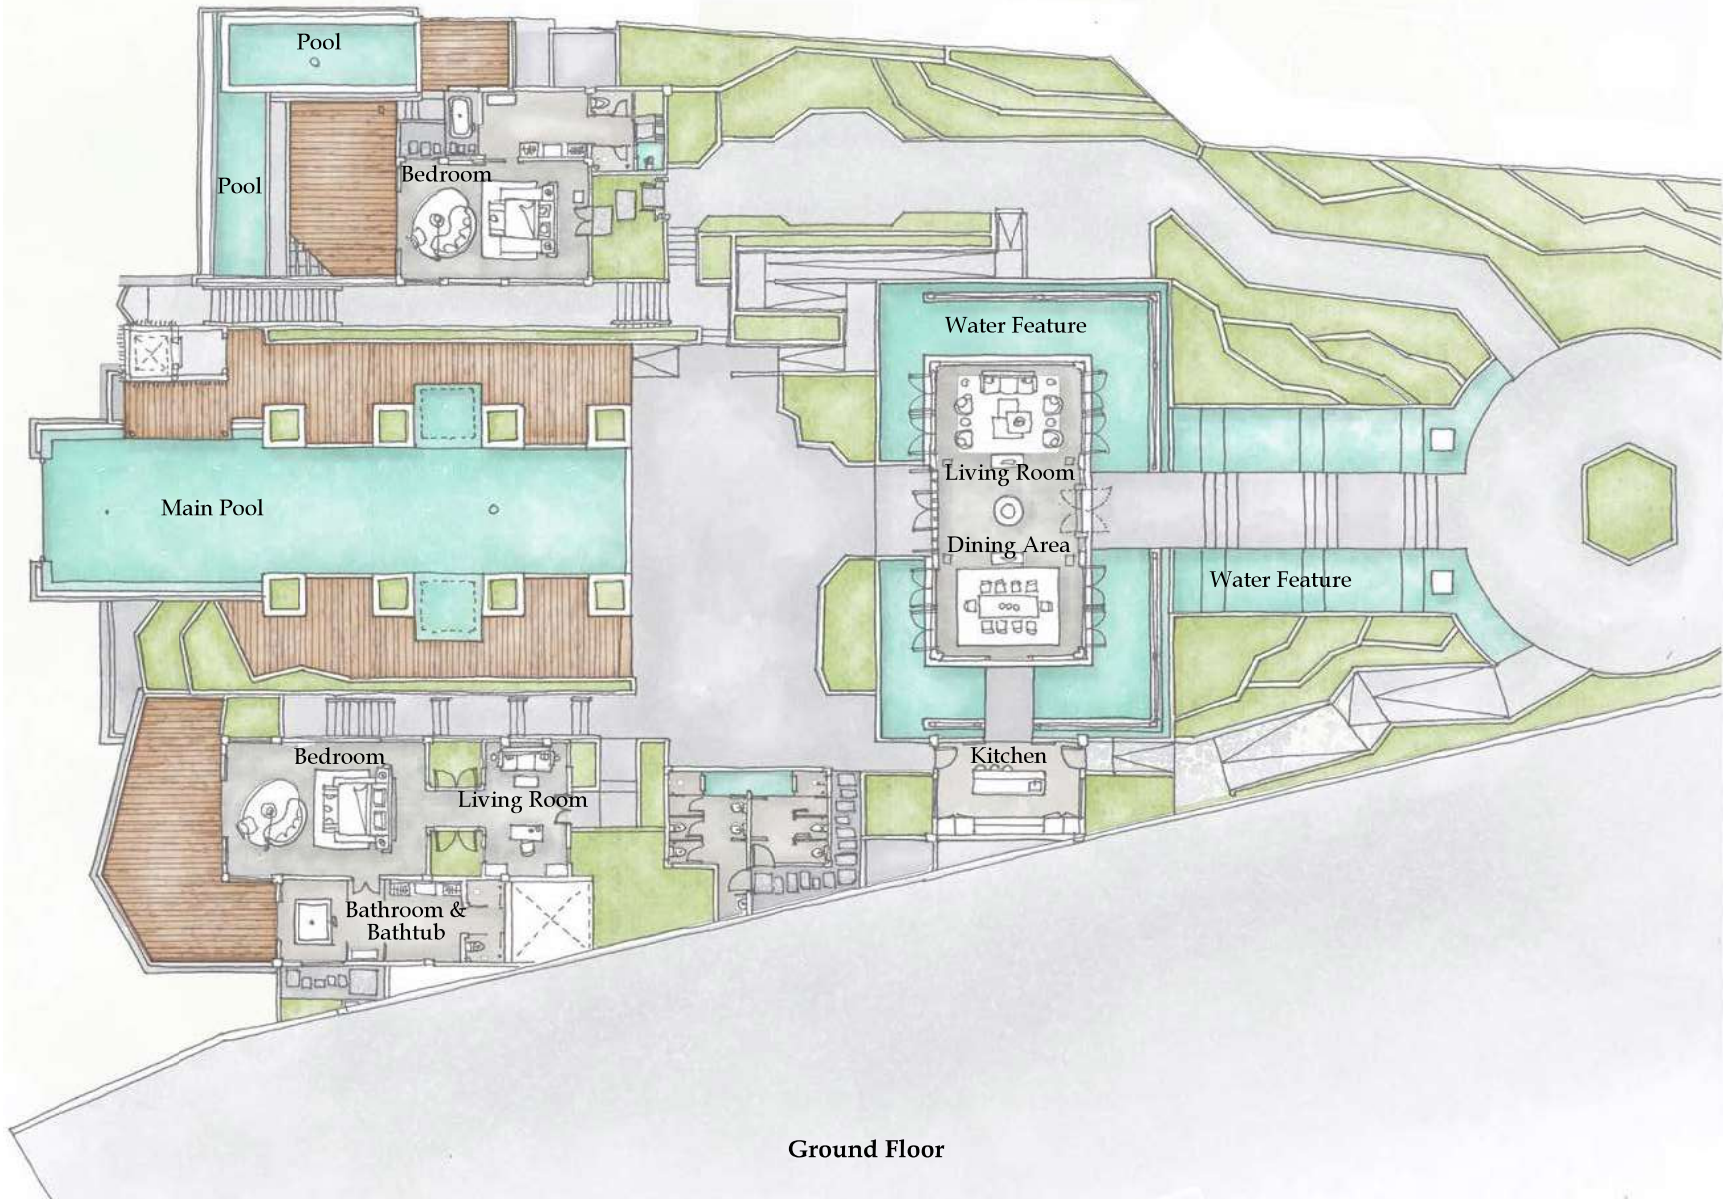 Pool
Pool
Bedroom
Water Feature
Living Room
Main Pool
Dining Area
Water Feature
Bedroom
Living Room
Kitchen
Bathroom &
Bathtub
Ground Floor